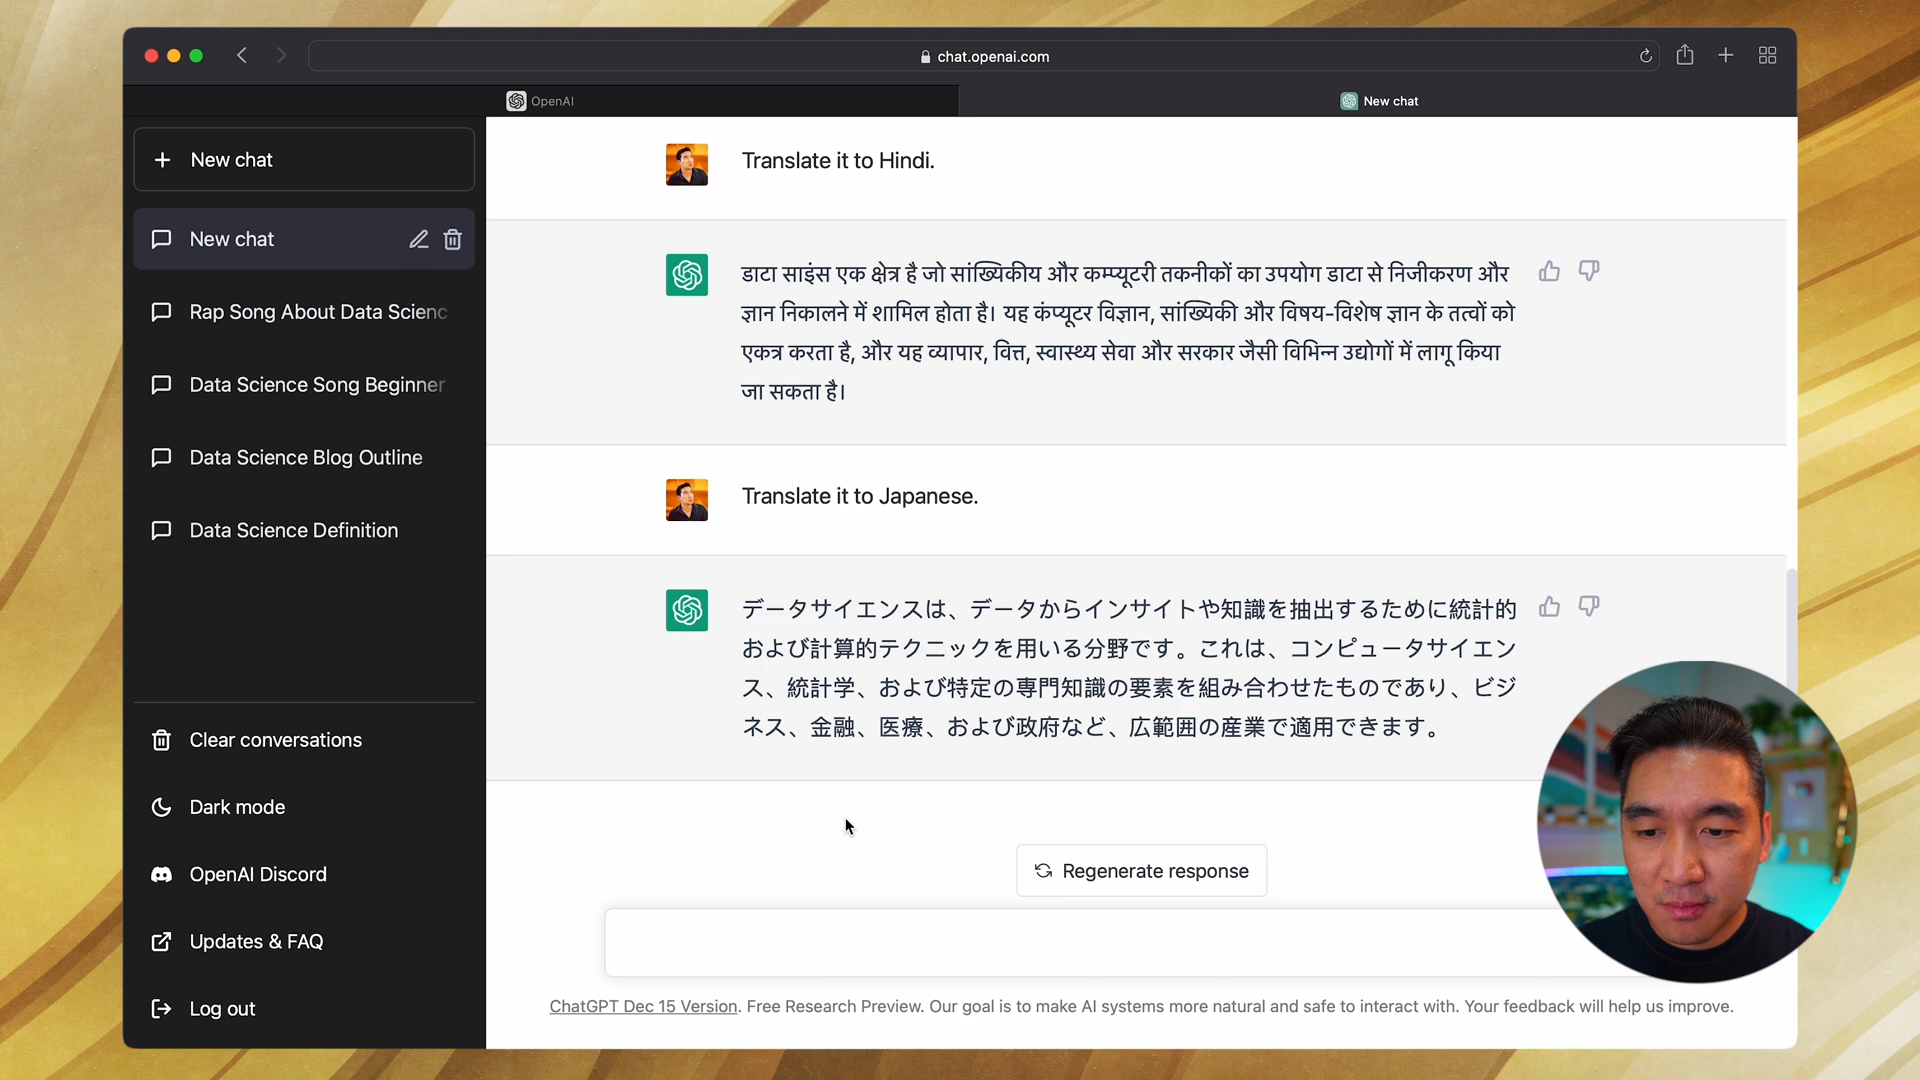 chat.openai.com
OpenAI
New chat
New chat
New chat
Rap Song About Data Scienc
Data Science Song Beginner
Data Science Blog Outline
Data Science Definition
Clear conversations
Dark mode
OpenAI Discord
Updates & FAQ
Log out
Translate it to Hindi.
डाटा साइंस एक क्षेत्र है जो सांख्यिकीय और कम्प्यूटरी तकनीकों का उपयोग डाटा से निजीकरण और
ज्ञान निकालने में शामिल होता है। यह कंप्यूटर विज्ञान, सांख्यिकी और विषय-विशेष ज्ञान के तत्वों को
एकत्र करता है, और यह व्यापार, वित्त, स्वास्थ्य सेवा और सरकार जैसी विभिन्न उद्योगों में लागू किया
जा सकता है।
Translate it to Japanese.
データサイエンスは、データからインサイトや知識を抽出するために統計的
および計算的テクニックを用いる分野です。これは、コンピュータサイエン
ス、統計学、および特定の専門知識の要素を組み合わせたものであり、ビジ
ネス、金融、医療、および政府など、広範囲の産業で適用できます。
Regenerate response
ChatGPT Dec 15 Version. Free Research Preview. Our goal is to make AI systems more natural and safe to interact with. Your feedback will help us improve.